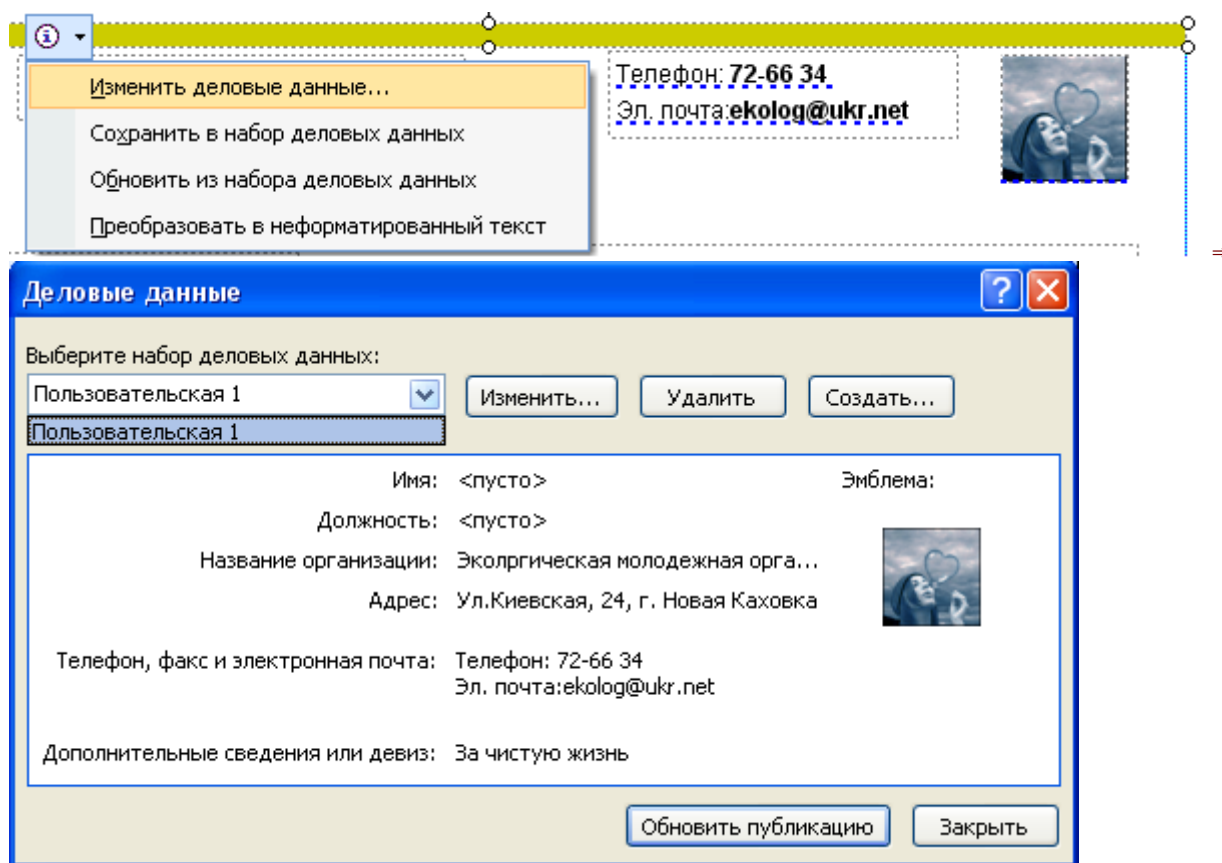 Изменить деловые данные...
Сохранить в набор деловых данных
Обновить из набора деловых данных
Преобразовать в неформатированный текст
Телефон: 72-66 34
Эл. почта:ekolog@ukr.net
=
Деловые данные
Выберите набор деловых данных:
Пользовательская 1
Изменить... Удалить Создать...
Пользовательская 1
Имя: <пусто> Эмблема:
Должность: <пусто>
Название организации: Эколргическая молодежная орга...
Адрес: Ул.Киевская, 24, г. Новая Каховка
Телефон, факс и электронная почта: Телефон: 72-66 34
Эл. почта:ekolog@ukr.net
Дополнительные сведения или девиз: За чистую жизнь
Обновить публикацию Закрыть